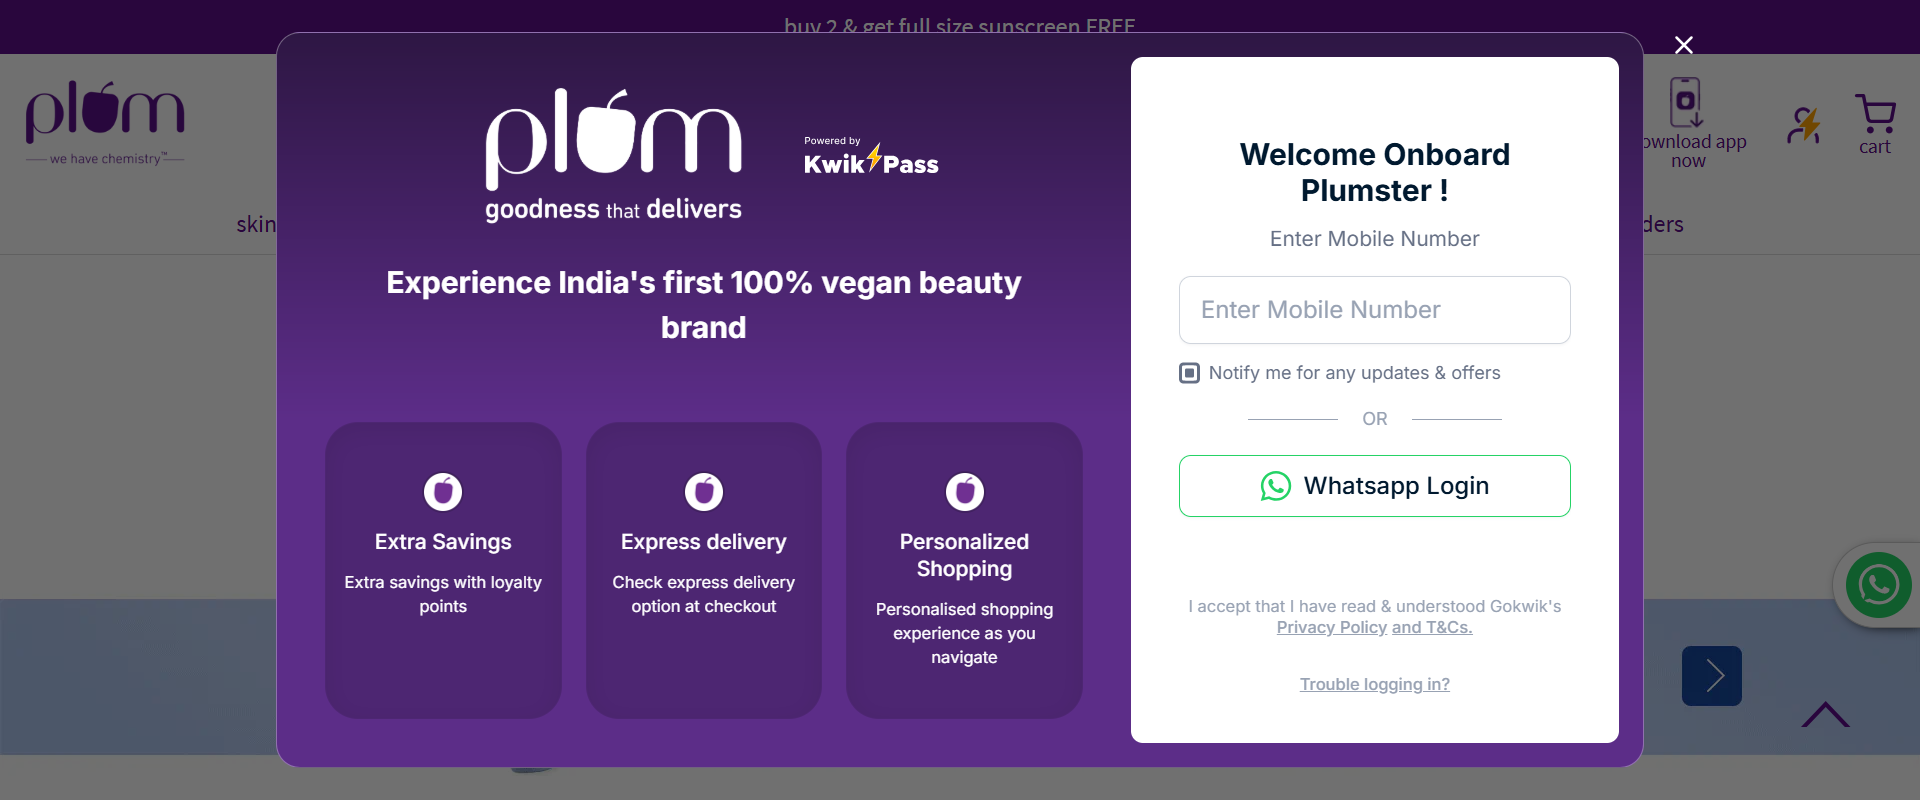 buy 2 & get full size sunscreen FREE
plum
we have chemistry™
ownload app
now
cart
skin
ders
plum
goodness that delivers
Powered by
Kwik Pass
Experience India's first 100% vegan beauty
brand
Extra Savings
Extra savings with loyalty
points
Express delivery
Check express delivery
option at checkout
Personalized
Shopping
Personalised shopping
experience as you
navigate
Welcome Onboard
Plumster !
Enter Mobile Number
Enter Mobile Number
Notify me for any updates & offers
OR
Whatsapp Login
I accept that I have read & understood Gokwik's
Privacy Policy and T&Cs.
Trouble logging in?